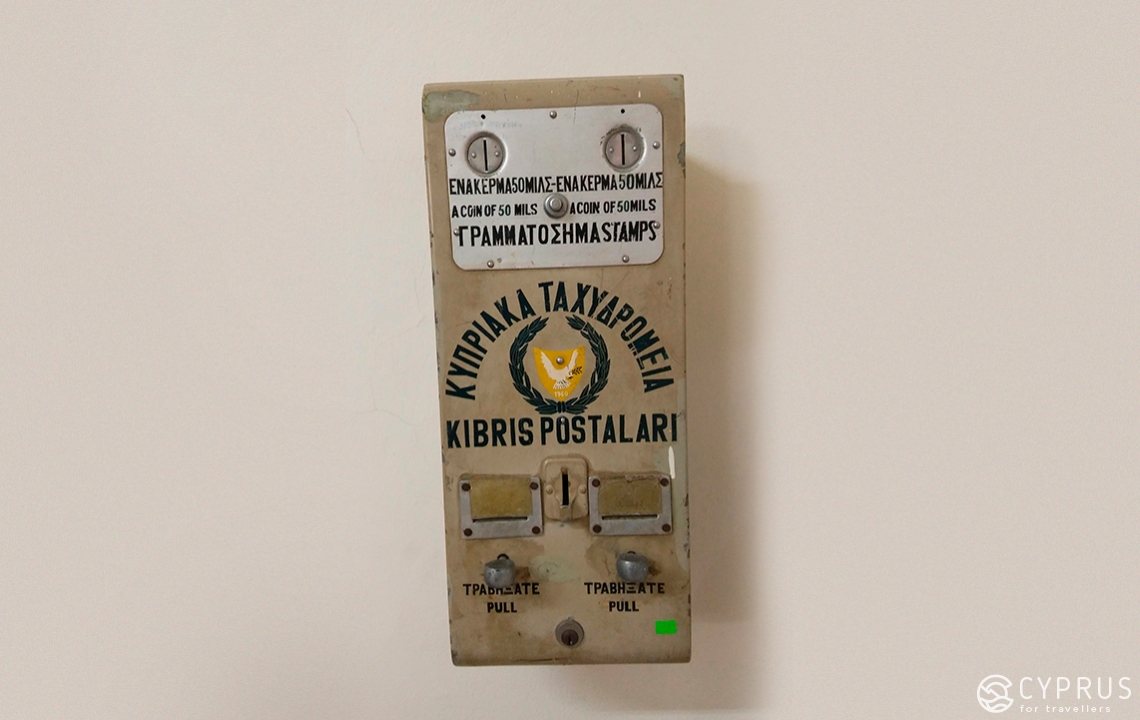 ΕΝΑ ΚΕΡΜΑ 50 ΜΙΛΣ-ΕΝΑ ΚΕΡΜΑ 50 ΜΙΛΣ
A COIN OF 50 MILS A COIN OF 50 MILS
ΓΡΑΜΜΑΤΟΣΗΜΑ STAMPS
ΚΥΠΡΙΑΚΑ ΤΑΧΥΔΡΟΜΕΙΑ
1960
KIBRIS POSTALARI
ΤΡΑΒΗΞΑΤΕ ΤΡΑΒΗΞΑΤΕ
PULL PULL
CYPRUS
for travellers